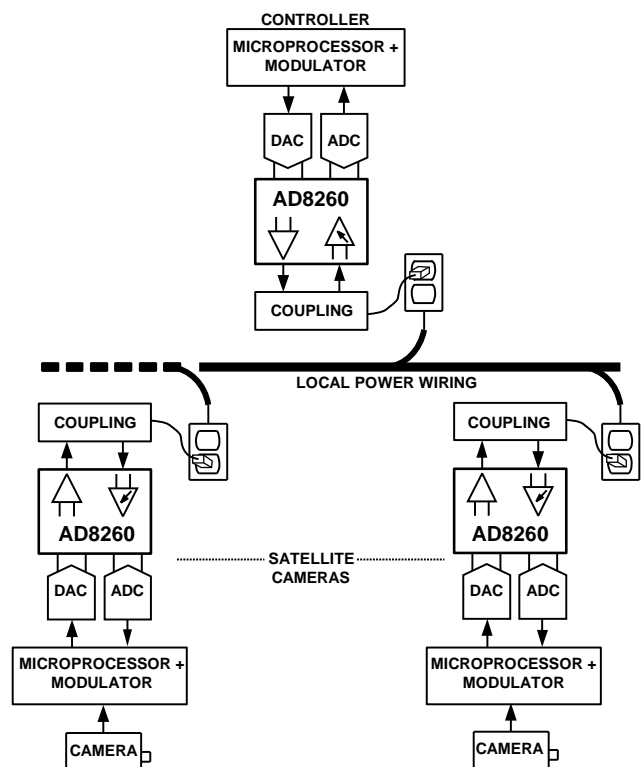 CONTROLLER
MICROPROCESSOR +
MODULATOR
DAC ADC
AD8260
COUPLING
LOCAL POWER WIRING
COUPLING
AD8260
DAC ADC
MICROPROCESSOR +
MODULATOR
CAMERA
SATELLITE
CAMERAS
COUPLING
AD8260
DAC ADC
MICROPROCESSOR +
MODULATOR
CAMERA